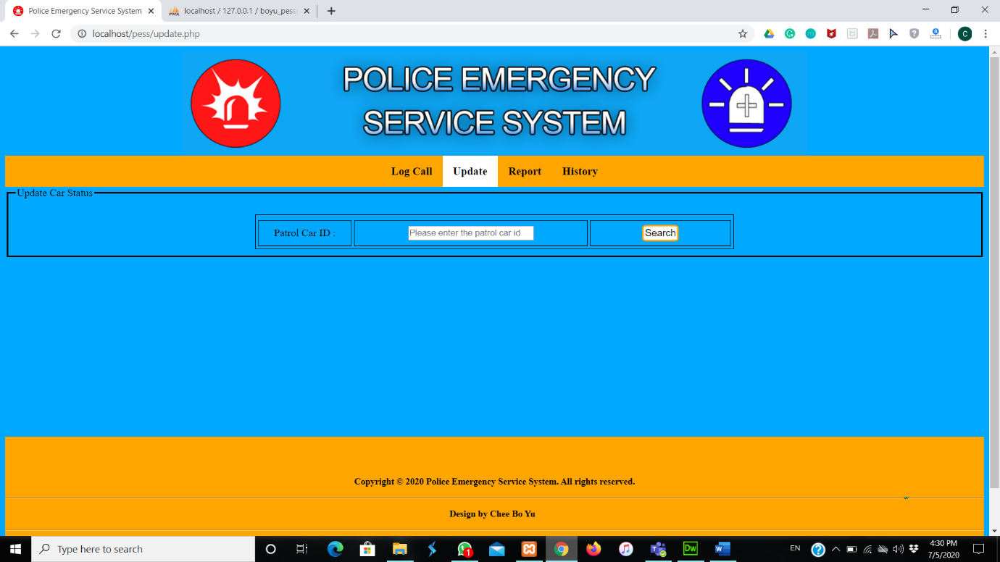 Police Emergency Service System
localhost / 127.0.0.1 / boyu_pess
localhost/pess/update.php
C
POLICE EMERGENCY
SERVICE SYSTEM
Log Call Update Report History
Update Car Status
Patrol Car ID : Please enter the patrol car id Search
Copyright © 2020 Police Emergency Service System. All rights reserved.
Design by Chee Bo Yu
Type here to search
1
Dw
W
EN
4:30 PM
7/5/2020